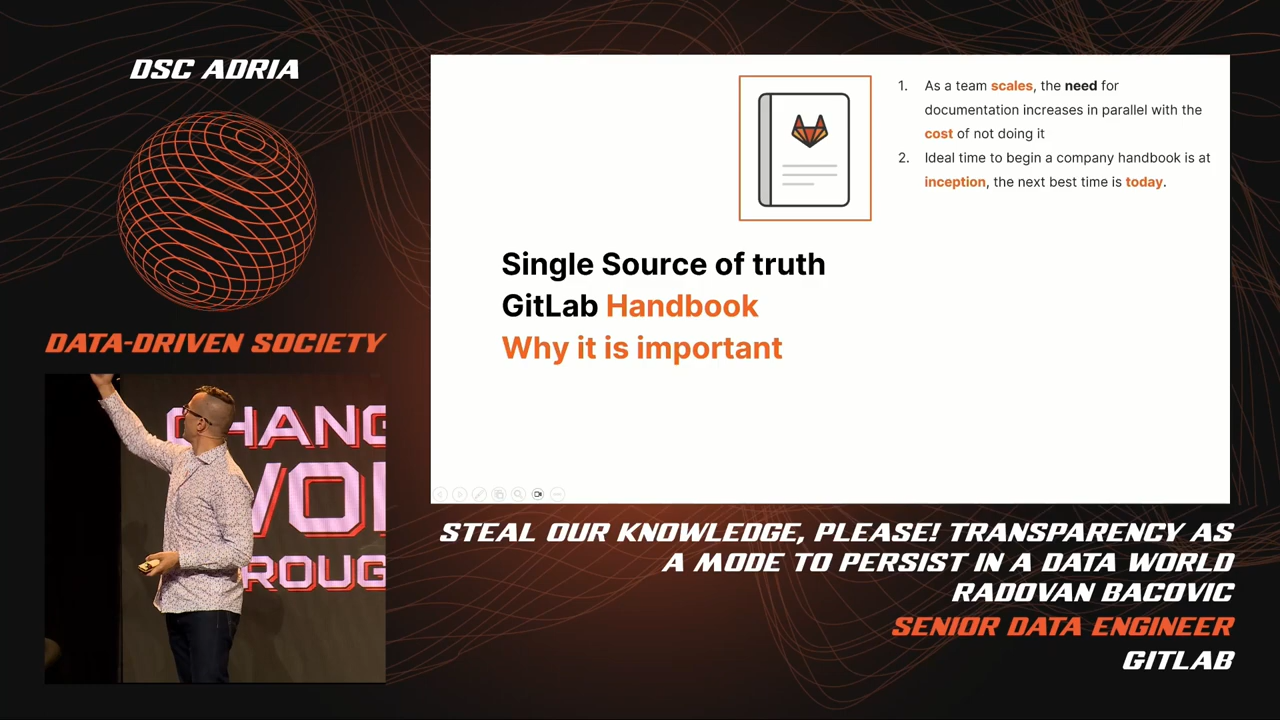 DSC ADRIA
DATA-DRIVEN SOCIETY
CHANG
WOR
ROUG
1. As a team scales, the need for
documentation increases in parallel with the
cost of not doing it
2. Ideal time to begin a company handbook is at
inception, the next best time is today.
Single Source of truth
GitLab Handbook
Why it is important
STEAL OUR KNOWLEDGE, PLEASE! TRANSPARENCY AS
A MODE TO PERSIST IN A DATA WORLD
RADOVAN BACOVIC
SENIOR DATA ENGINEER
GITLAB